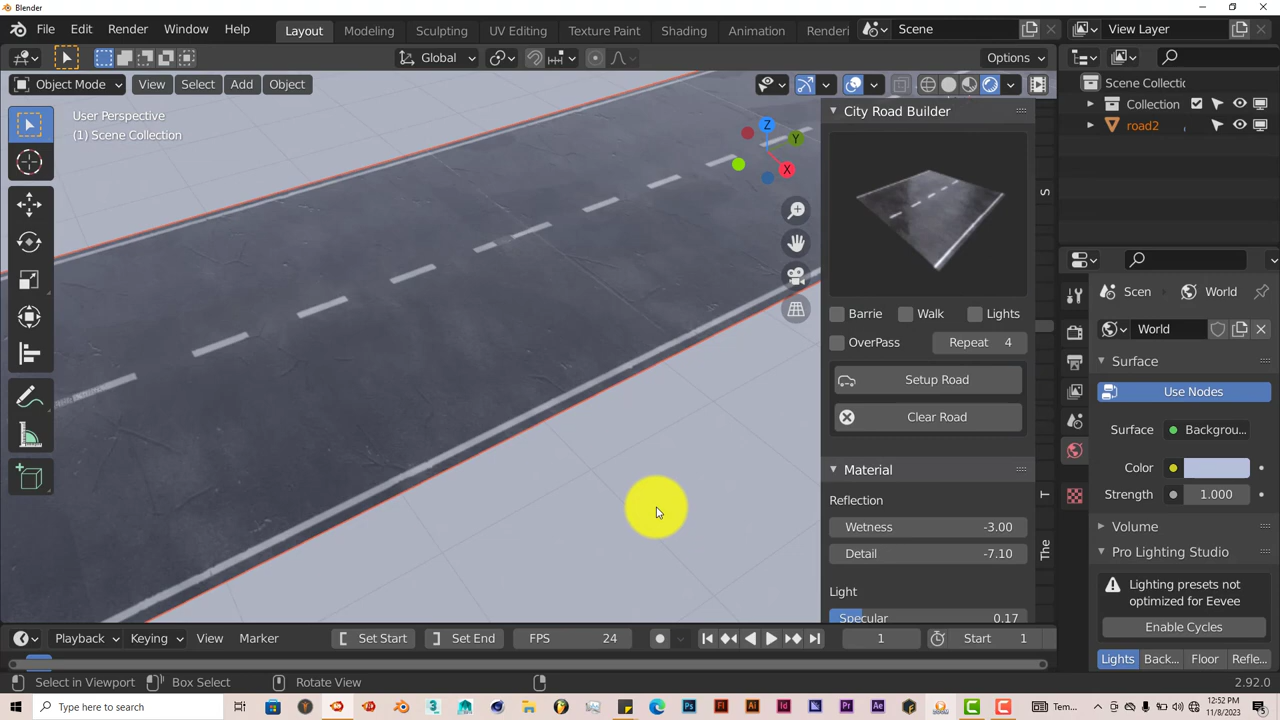 Blender
File Edit Render Window Help
Layout Modeling Sculpting UV Editing Texture Paint Shading Animation Renderi
Scene
View Layer
Global
Options
Object Mode View Select Add Object
User Perspective
(1) Scene Collection
Z
Y
X
City Road Builder
Barrie Walk Lights
OverPass Repeat 4
Setup Road
Clear Road
Material
Reflection
Wetness -3.00
Detail -7.10
Light
Specular 0.17
S
T
The
Scene Collectic
Collection
road2
Scen World
World
Surface
Use Nodes
Surface Backgrou...
Color
Strength 1.000
Volume
Pro Lighting Studio
Lighting presets not
optimized for Eevee
Enable Cycles
Lights Back... Floor Refle...
Playback Keying View Marker Set Start Set End FPS 24 1 Start 1
Select in Viewport Box Select Rotate View 2.92.0
Type here to search
Tem...
12:52 PM
11/8/2023